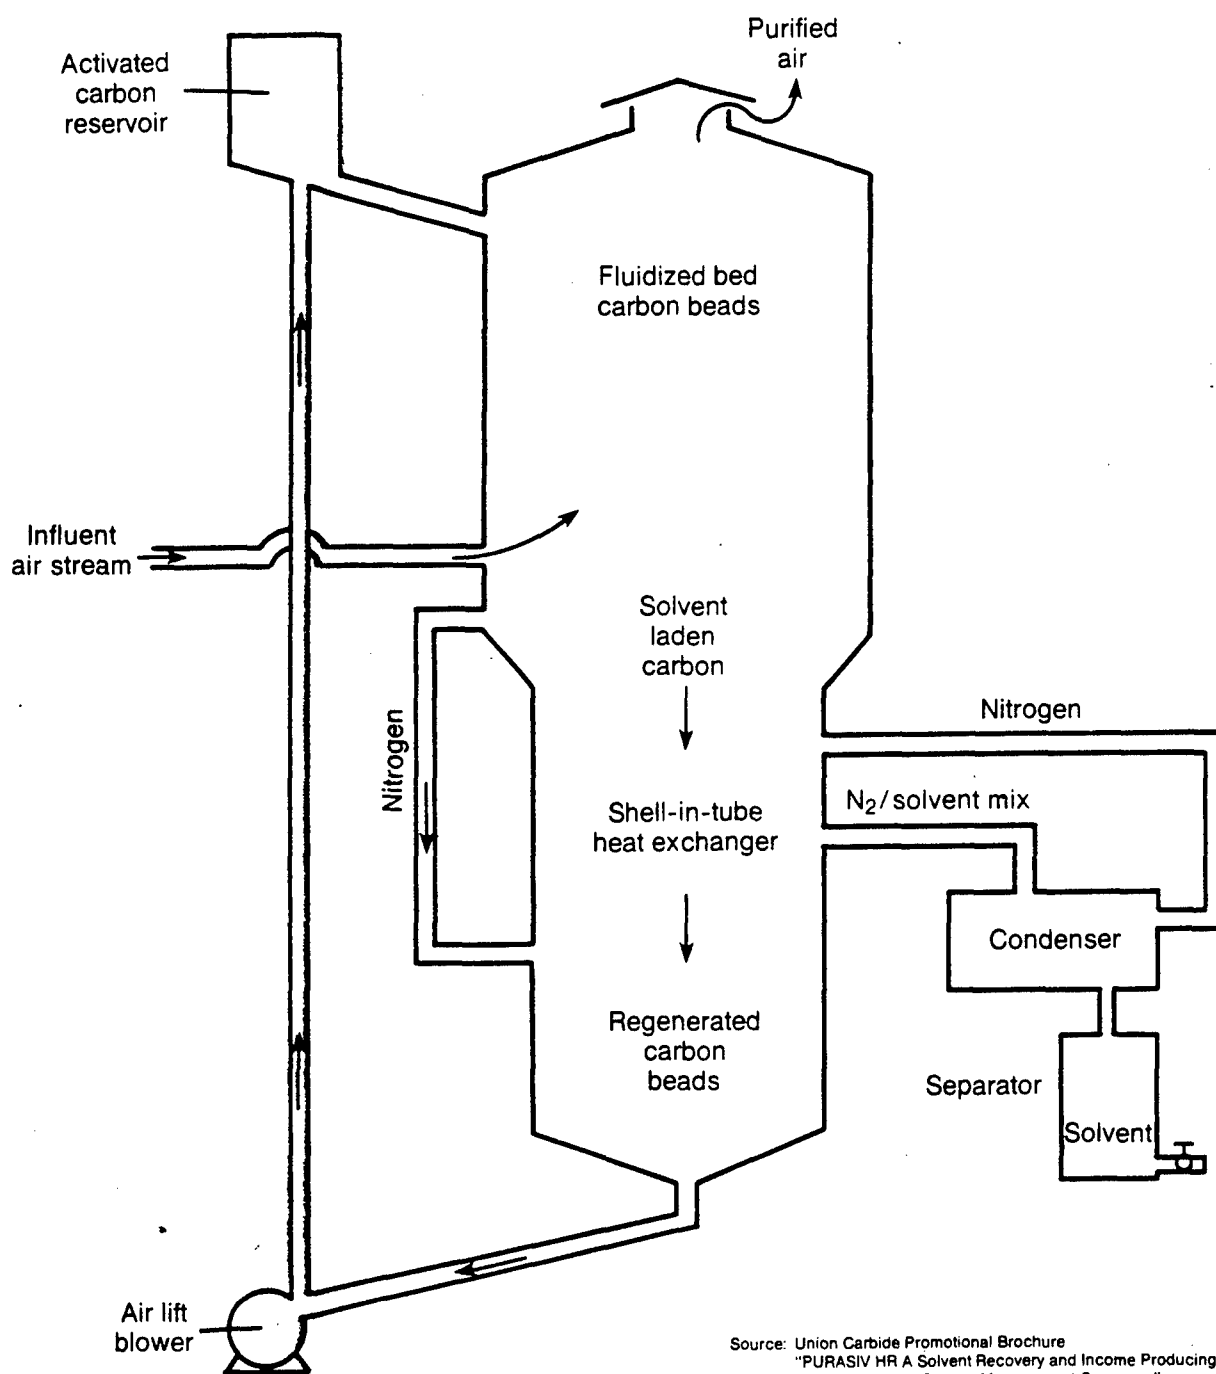 Purified
air
Activated
carbon
reservoir
Fluidized bed
carbon beads
Influent
air stream
Solvent
laden
carbon
Nitrogen
Nitrogen
N₂/solvent mix
Shell-in-tube
heat exchanger
Condenser
Regenerated
carbon
beads
Separator
Solvent
Air lift
blower
Source: Union Carbide Promotional Brochure
"PURASIV HR A Solvent Recovery and Income Producing